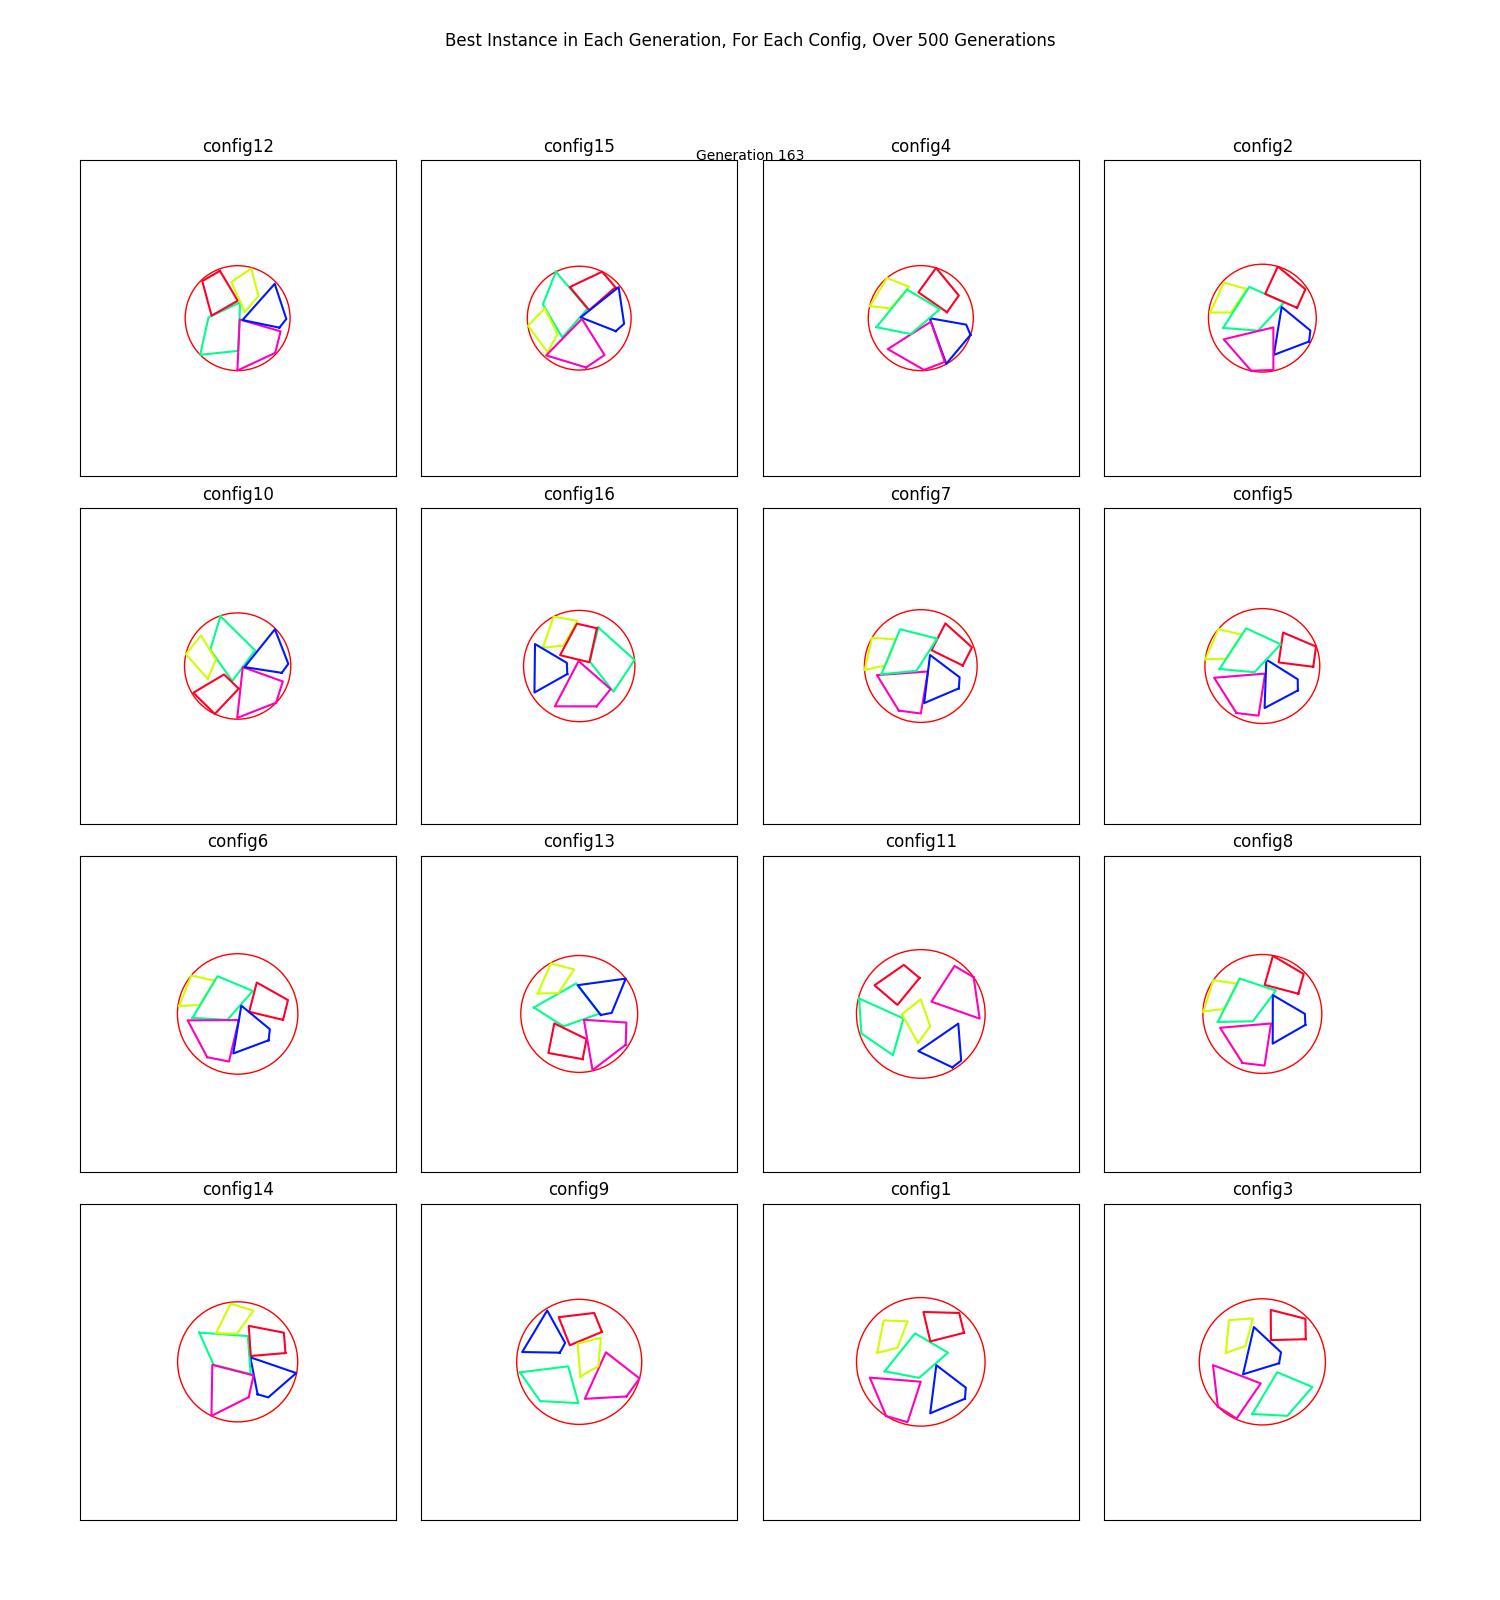 Best Instance in Each Generation, For Each Config, Over 500 Generations
config12
config15
Generation 163
config4
config2
config10
config16
config7
config5
config6
config13
config11
config8
config14
config9
config1
config3